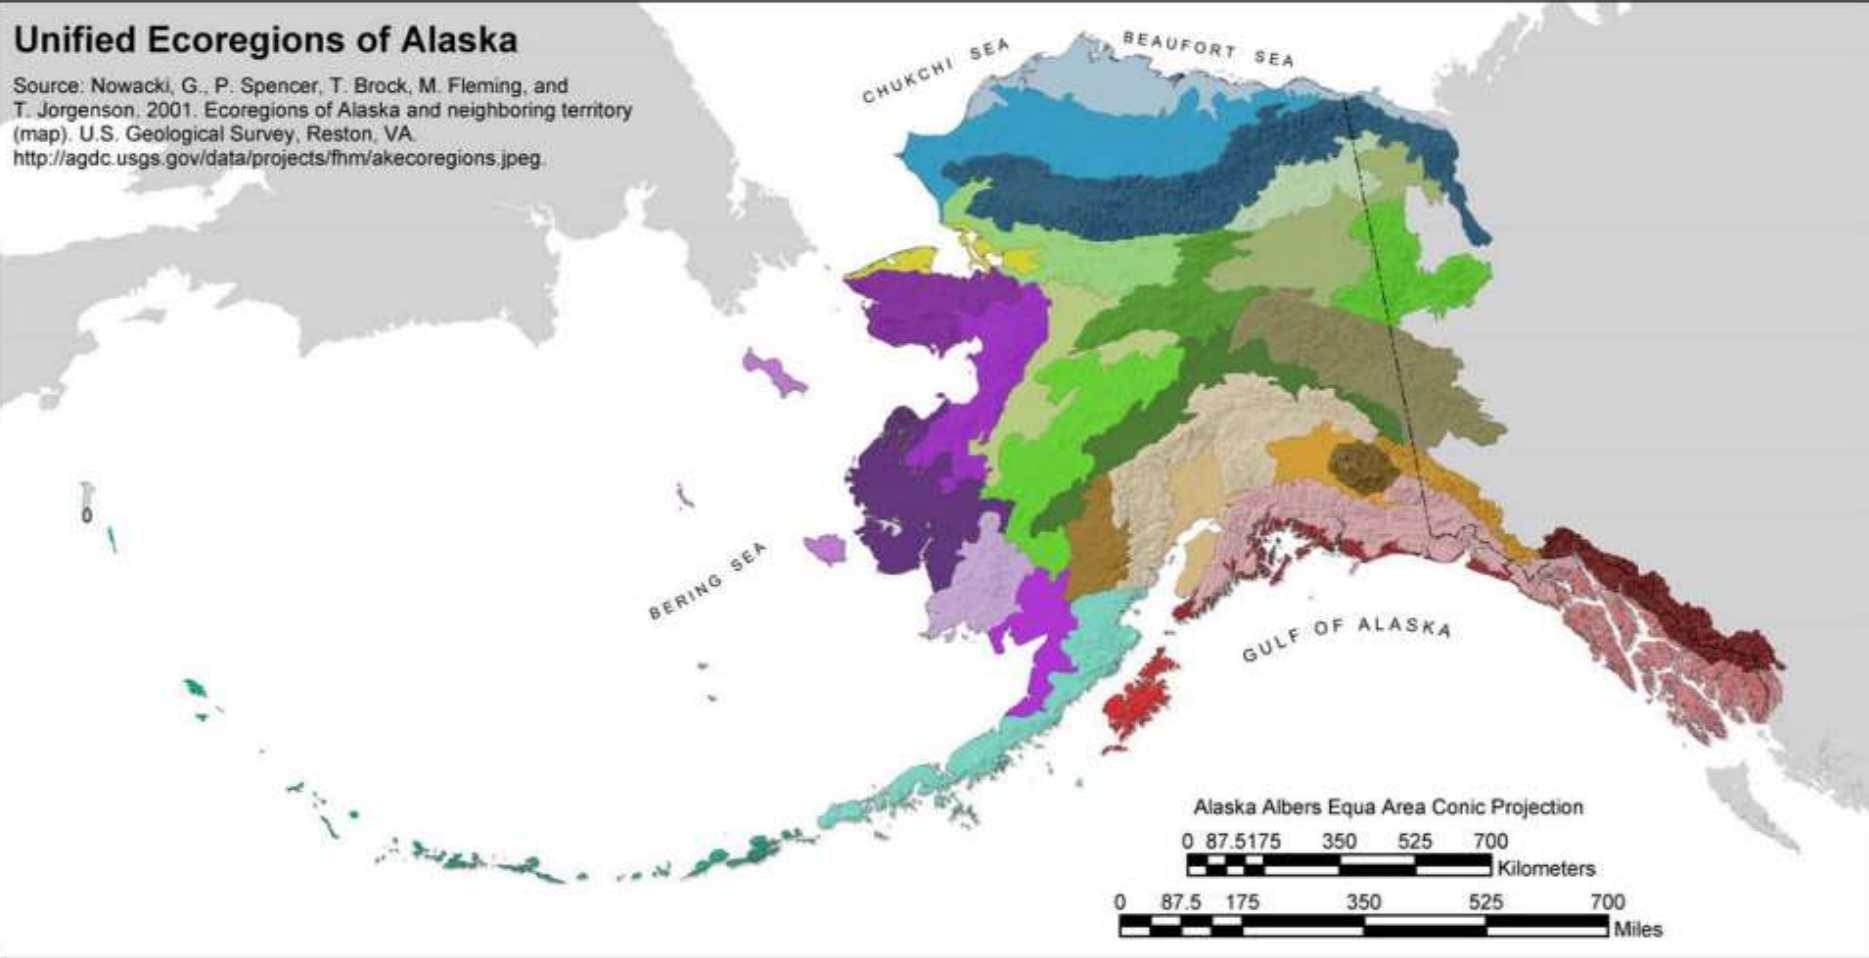 Unified Ecoregions of Alaska
Source: Nowacki, G., P. Spencer, T. Brock, M. Fleming, and
T. Jorgenson. 2001. Ecoregions of Alaska and neighboring territory
(map). U.S. Geological Survey, Reston, VA.
http://agdc.usgs.gov/data/projects/fhm/akecoregions.jpeg.
CHUKCHI SEA
BEAUFORT SEA
BERING SEA
GULF OF ALASKA
Alaska Albers Equa Area Conic Projection
0 87.5175 350 525 700
Kilometers
0 87.5 175 350 525 700
Miles